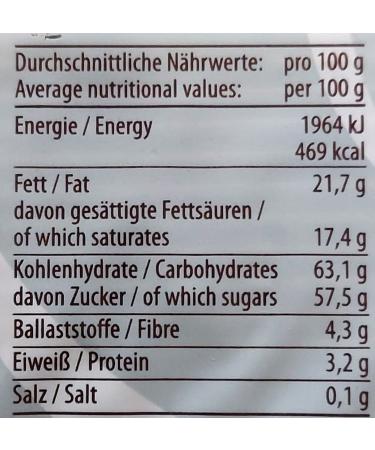 Durchschnittliche Nährwerte: pro 100 g
Average nutritional values: per 100 g
Energie / Energy 1964 kJ
469 kcal
Fett / Fat 21,7 g
davon gesättigte Fettsäuren /
of which saturates 17,4 g
Kohlenhydrate / Carbohydrates 63,1 g
davon Zucker / of which sugars 57,5 g
Ballaststoffe / Fibre 4,3 g
Eiweiß / Protein 3,2 g
Salz / Salt 0,1 g